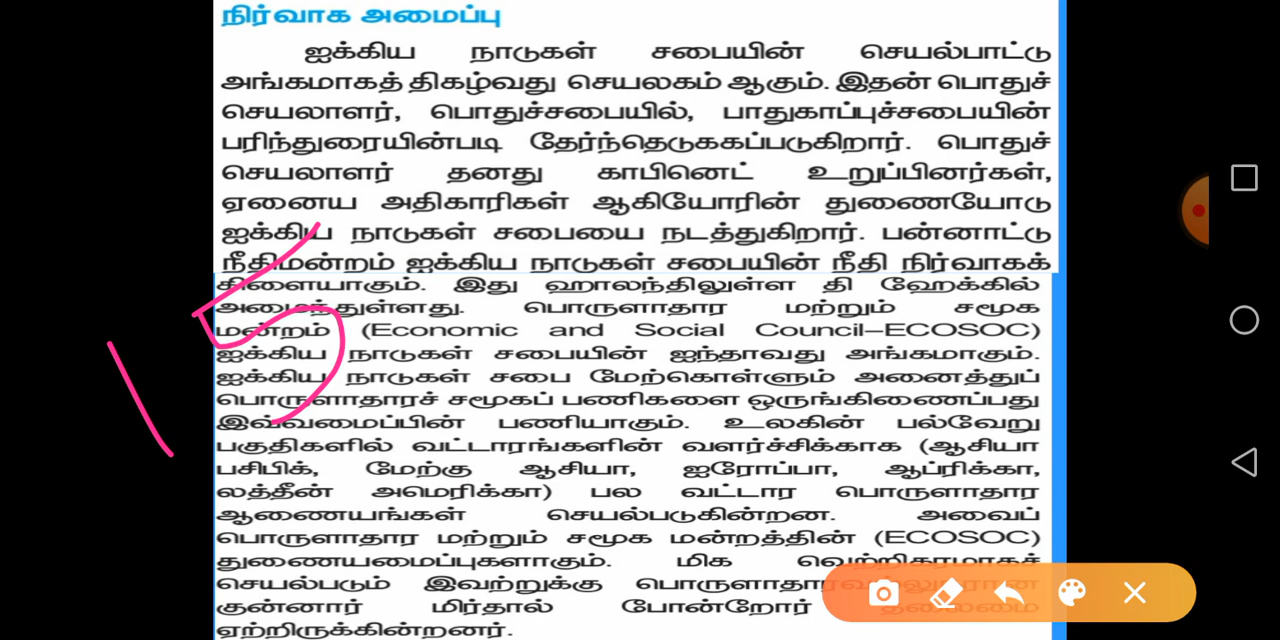 நிர்வாக அமைப்பு
ஐக்கிய நாடுகள் சபையின் செயல்பாட்டு
அங்கமாகத் திகழ்வது செயலகம் ஆகும். இதன் பொதுச்
செயலாளர், பொதுச்சபையில், பாதுகாப்புச்சபையின்
பரிந்துரையின்படி தேர்ந்தெடுககப்படுகிறார். பொதுச்
செயலாளர் தனது காபினெட் உறுப்பினர்கள்,
ஏனைய அதிகாரிகள் ஆகியோரின் துணையோடு
ஐக்கிய நாடுகள் சபையை நடத்துகிறார். பன்னாட்டு
நீதிமன்றம் ஐக்கிய நாடுகள் சபையின் நீதி நிர்வாகக்
கிளையாகும். இது ஹாலந்திலுள்ள தி ஹேக்கில்
அமைந்துள்ளது. பொருளாதார மற்றும் சமூக
மன்றம் (Economic and Social Council–ECOSOC)
ஐக்கிய நாடுகள் சபையின் ஐந்தாவது அங்கமாகும்.
ஐக்கிய நாடுகள் சபை மேற்கொள்ளும் அனைத்துப்
பொருளாதாரச் சமூகப் பணிகளை ஒருங்கிணைப்பது
இவ்வமைப்பின் பணியாகும். உலகின் பல்வேறு
பகுதிகளில் வட்டாரங்களின் வளர்ச்சிக்காக (ஆசியா
பசிபிக், மேற்கு ஆசியா, ஐரோப்பா, ஆப்ரிக்கா,
லத்தீன் அமெரிக்கா) பல வட்டார பொருளாதார
ஆணையங்கள் செயல்படுகின்றன. அவைப்
பொருளாதார மற்றும் சமூக மன்றத்தின் (ECOSOC)
துணையமைப்புகளாகும். மிக வெற்றிகரமாகச்
செயல்படும் இவற்றுக்கு
குன்னார் மிர்தால் போன்றோர் தலைமை
ஏற்றிருக்கின்றனர்.